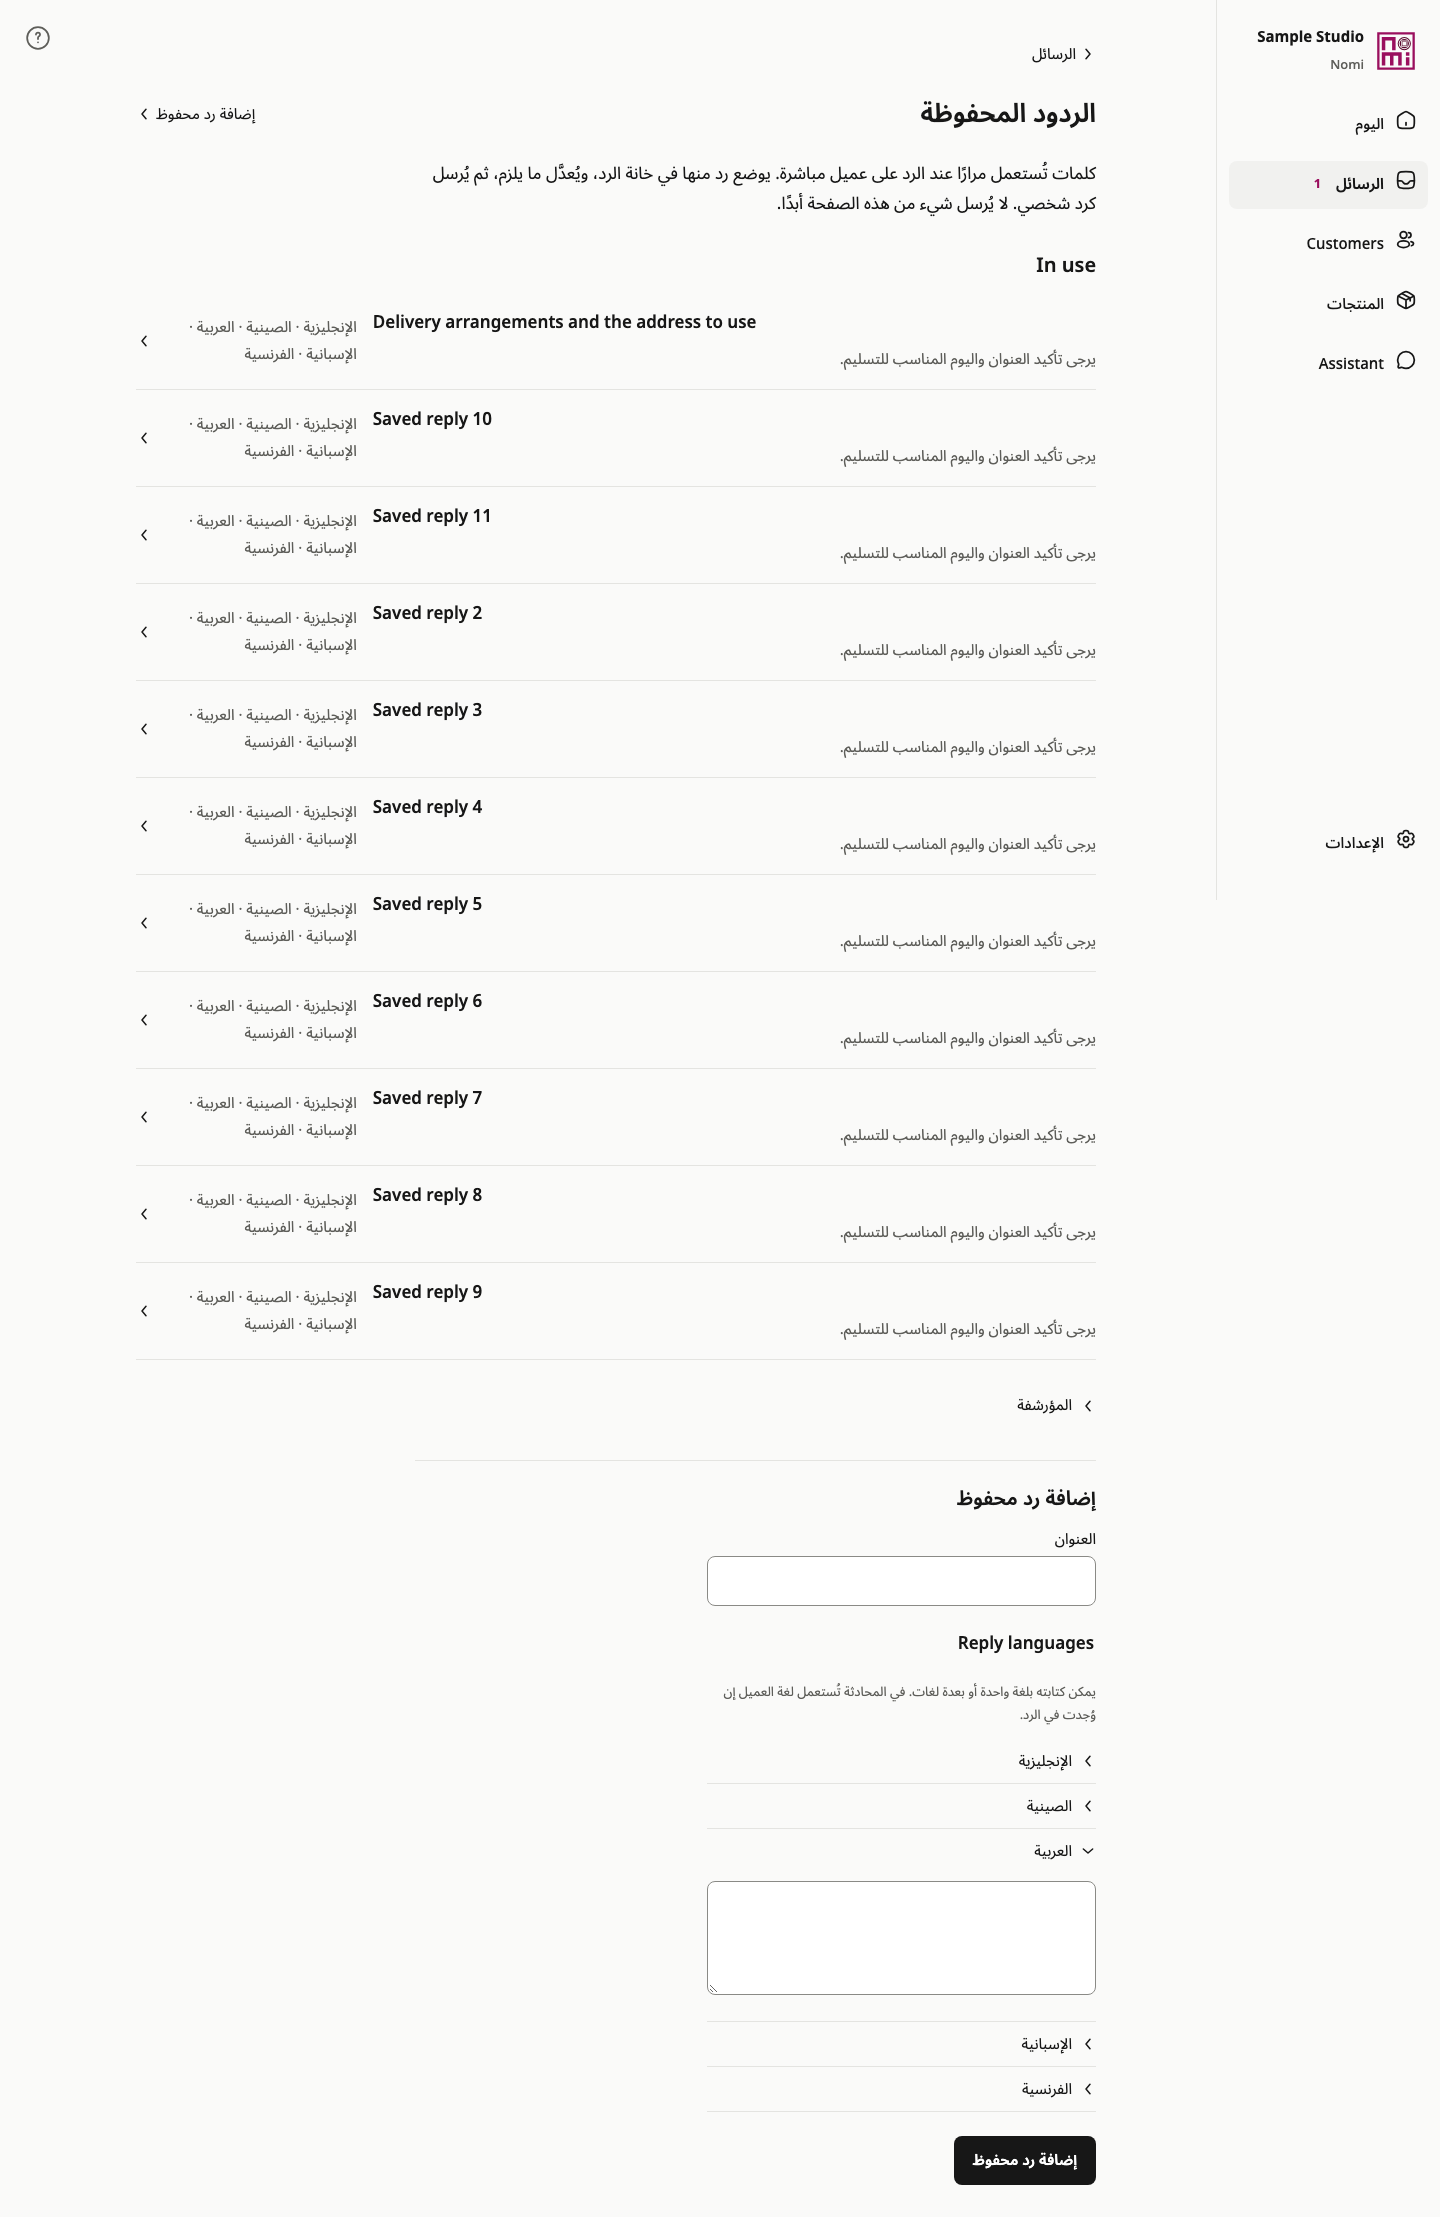 Sample Studio
Nomi
اليوم
الرسائل 1
Customers
المنتجات
Assistant
الإعدادات
الرسائل
الردود المحفوظة
إضافة رد محفوظ
كلمات تُستعمل مرارًا عند الرد على عميل مباشرة. يوضع رد منها في خانة الرد، ويُعدَّل ما يلزم، ثم يُرسل
كرد شخصي. لا يُرسل شيء من هذه الصفحة أبدًا.
In use
Delivery arrangements and the address to use
يرجى تأكيد العنوان واليوم المناسب للتسليم.
الإنجليزية · الصينية · العربية ·
الإسبانية · الفرنسية
Saved reply 10
يرجى تأكيد العنوان واليوم المناسب للتسليم.
الإنجليزية · الصينية · العربية ·
الإسبانية · الفرنسية
Saved reply 11
يرجى تأكيد العنوان واليوم المناسب للتسليم.
الإنجليزية · الصينية · العربية ·
الإسبانية · الفرنسية
Saved reply 2
يرجى تأكيد العنوان واليوم المناسب للتسليم.
الإنجليزية · الصينية · العربية ·
الإسبانية · الفرنسية
Saved reply 3
يرجى تأكيد العنوان واليوم المناسب للتسليم.
الإنجليزية · الصينية · العربية ·
الإسبانية · الفرنسية
Saved reply 4
يرجى تأكيد العنوان واليوم المناسب للتسليم.
الإنجليزية · الصينية · العربية ·
الإسبانية · الفرنسية
Saved reply 5
يرجى تأكيد العنوان واليوم المناسب للتسليم.
الإنجليزية · الصينية · العربية ·
الإسبانية · الفرنسية
Saved reply 6
يرجى تأكيد العنوان واليوم المناسب للتسليم.
الإنجليزية · الصينية · العربية ·
الإسبانية · الفرنسية
Saved reply 7
يرجى تأكيد العنوان واليوم المناسب للتسليم.
الإنجليزية · الصينية · العربية ·
الإسبانية · الفرنسية
Saved reply 8
يرجى تأكيد العنوان واليوم المناسب للتسليم.
الإنجليزية · الصينية · العربية ·
الإسبانية · الفرنسية
Saved reply 9
يرجى تأكيد العنوان واليوم المناسب للتسليم.
الإنجليزية · الصينية · العربية ·
الإسبانية · الفرنسية
المؤرشفة
إضافة رد محفوظ
العنوان
Reply languages
يمكن كتابته بلغة واحدة أو بعدة لغات. في المحادثة تُستعمل لغة العميل إن
وُجدت في الرد.
الإنجليزية
الصينية
العربية
الإسبانية
الفرنسية
إضافة رد محفوظ